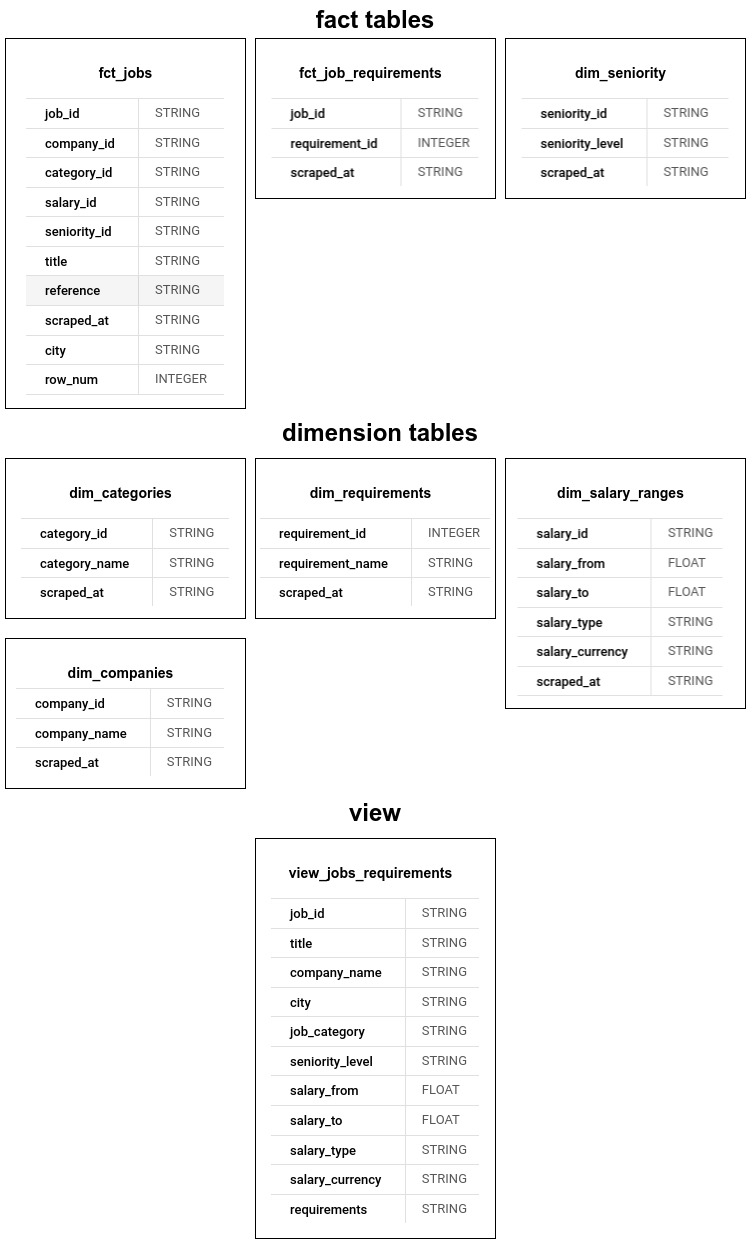 fact tables
fct_jobs
job_id STRING
company_id STRING
category_id STRING
salary_id STRING
seniority_id STRING
title STRING
reference STRING
scraped_at STRING
city STRING
row_num INTEGER
fct_job_requirements
job_id STRING
requirement_id INTEGER
scraped_at STRING
dim_seniority
seniority_id STRING
seniority_level STRING
scraped_at STRING
dimension tables
dim_categories
category_id STRING
category_name STRING
scraped_at STRING
dim_requirements
requirement_id INTEGER
requirement_name STRING
scraped_at STRING
dim_salary_ranges
salary_id STRING
salary_from FLOAT
salary_to FLOAT
salary_type STRING
salary_currency STRING
scraped_at STRING
dim_companies
company_id STRING
company_name STRING
scraped_at STRING
view
view_jobs_requirements
job_id STRING
title STRING
company_name STRING
city STRING
job_category STRING
seniority_level STRING
salary_from FLOAT
salary_to FLOAT
salary_type STRING
salary_currency STRING
requirements STRING